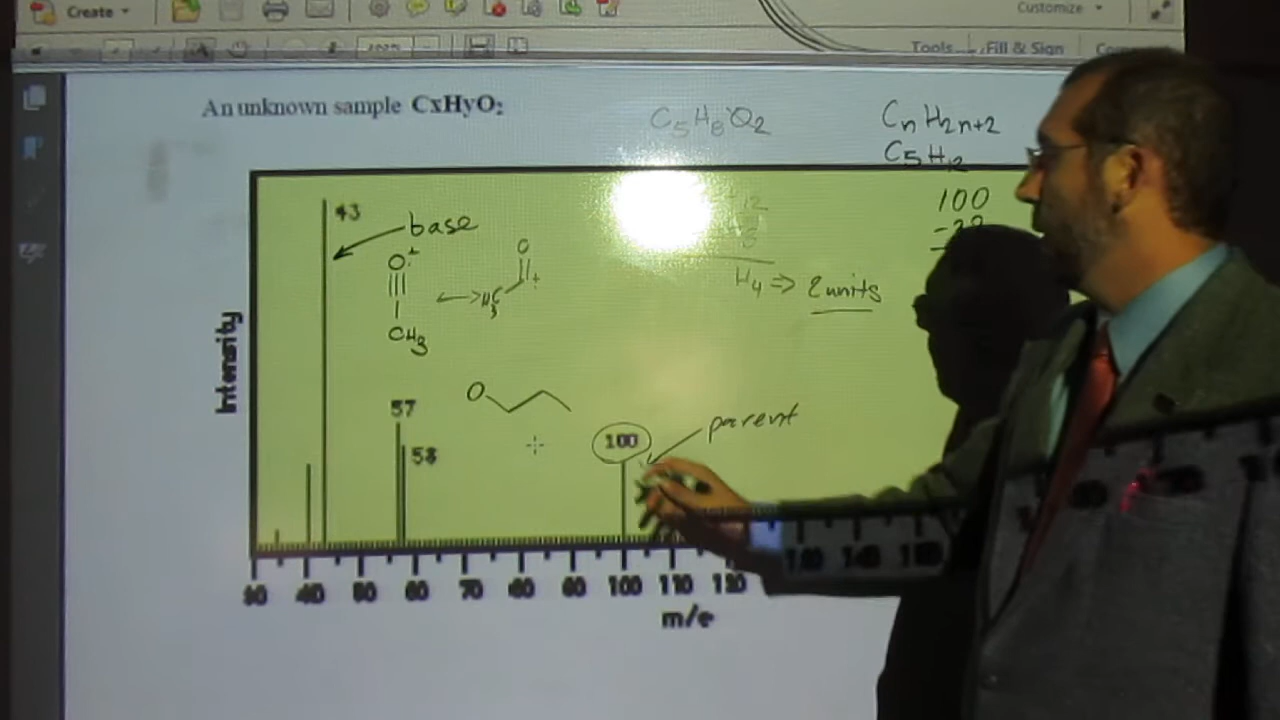 Create
Customize
Tools
Fill & Sign
An unknown sample CxHyO2
C5H8O2
CnH2n+2
C5H12
43
base
O
CH3
O
H3C
+
100
H4 => 2 units
O
57
58
100
parent
Intensity
40 50 60 70 80 90 100 110 120
m/e